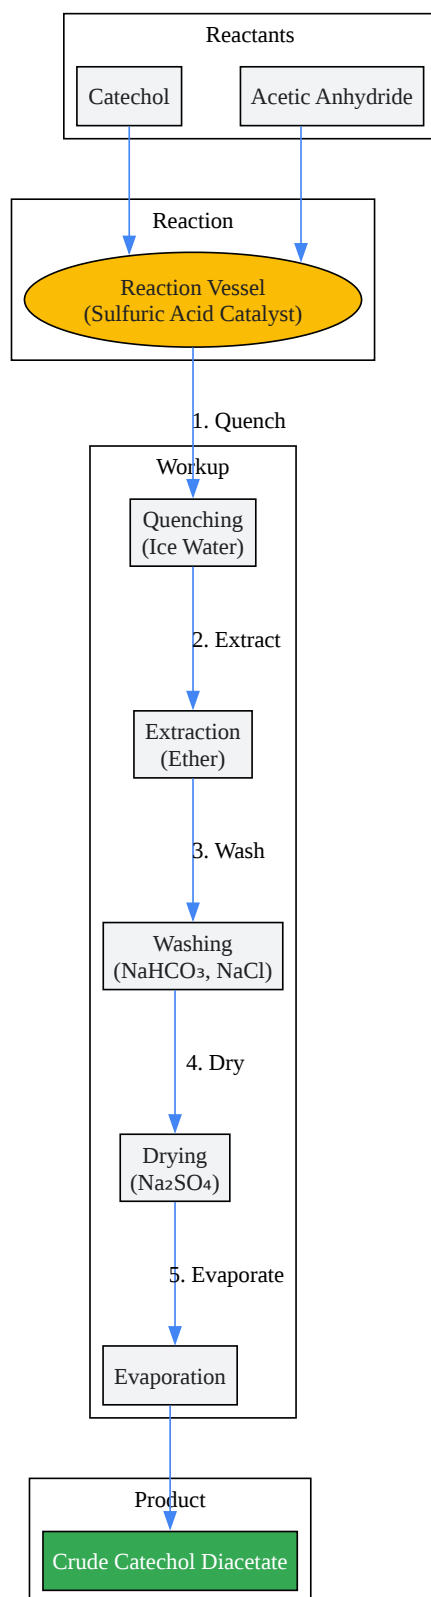 Reactants
Catechol
Acetic Anhydride
Reaction
Reaction Vessel
(Sulfuric Acid Catalyst)
1. Quench
Workup
Quenching
(Ice Water)
2. Extract
Extraction
(Ether)
3. Wash
Washing
(NaHCO₃, NaCl)
4. Dry
Drying
(Na₂SO₄)
5. Evaporate
Evaporation
Product
Crude Catechol Diacetate